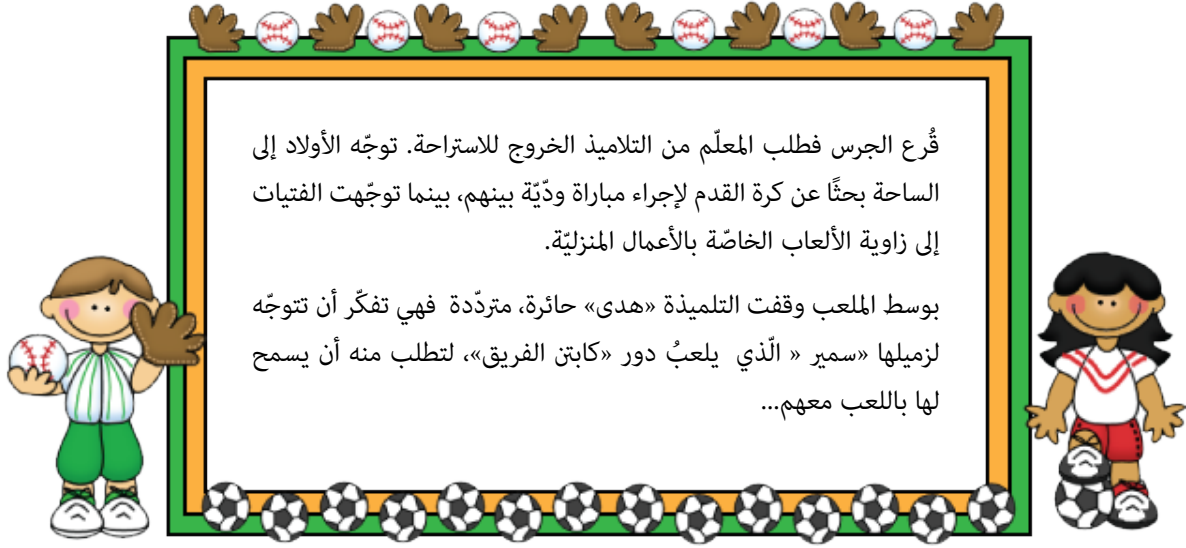 قُرع الجرس فطلب المعلّم من التلاميذ الخروج للاستراحة. توجّه الأولاد إلى
الساحة بحثًا عن كرة القدم لإجراء مباراة ودّيّة بينهم، بينما توجّهت الفتيات
إلى زاوية الألعاب الخاصّة بالأعمال المنزليّة.
بوسط الملعب وقفت التلميذة «هدى» حائرة، متردّدة فهي تفكّر أن تتوجّه
لزميلها «سمير « الّذي يلعبُ دور «كابتن الفريق»، لتطلب منه أن يسمح
لها باللعب معهم...